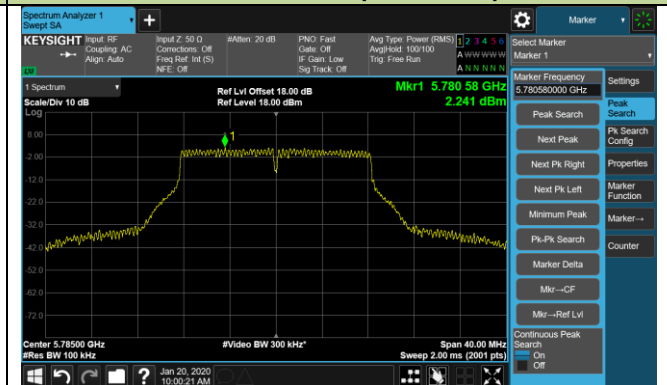 Spectrum Analyzer 1
Swept SA
Marker
KEYSIGHT Input: RF
Coupling: AC
Align: Auto
Input Z: 50 Ω
Corrections: Off
Freq Ref: Int (S)
NFE: Off
#Atten: 20 dB
PNO: Fast
Gate: Off
IF Gain: Low
Sig Track: Off
Avg Type: Power (RMS)
Avg|Hold: 100/100
Trig: Free Run
1 2 3 4 5 6
A W W W W W
A N N N N N
Select Marker
Marker 1
LV
1 Spectrum
Scale/Div 10 dB
Log
Ref Lvl Offset 18.00 dB
Ref Level 18.00 dBm
Mkr1 5.780 58 GHz
2.241 dBm
1
8.00
-2.00
-12.0
-22.0
-32.0
-42.0
-52.0
-62.0
-72.0
Center 5.78500 GHz
#Res BW 100 kHz
#Video BW 300 kHz*
Span 40.00 MHz
Sweep 2.00 ms (2001 pts)
Marker Frequency
5.780580000 GHz
Peak Search
Next Peak
Next Pk Right
Next Pk Left
Minimum Peak
Pk-Pk Search
Marker Delta
Mkr→CF
Mkr→Ref Lvl
Continuous Peak
Search
On
Off
Settings
Peak
Search
Pk Search
Config
Properties
Marker
Function
Marker→
Counter
?
Jan 20, 2020
10:00:21 AM